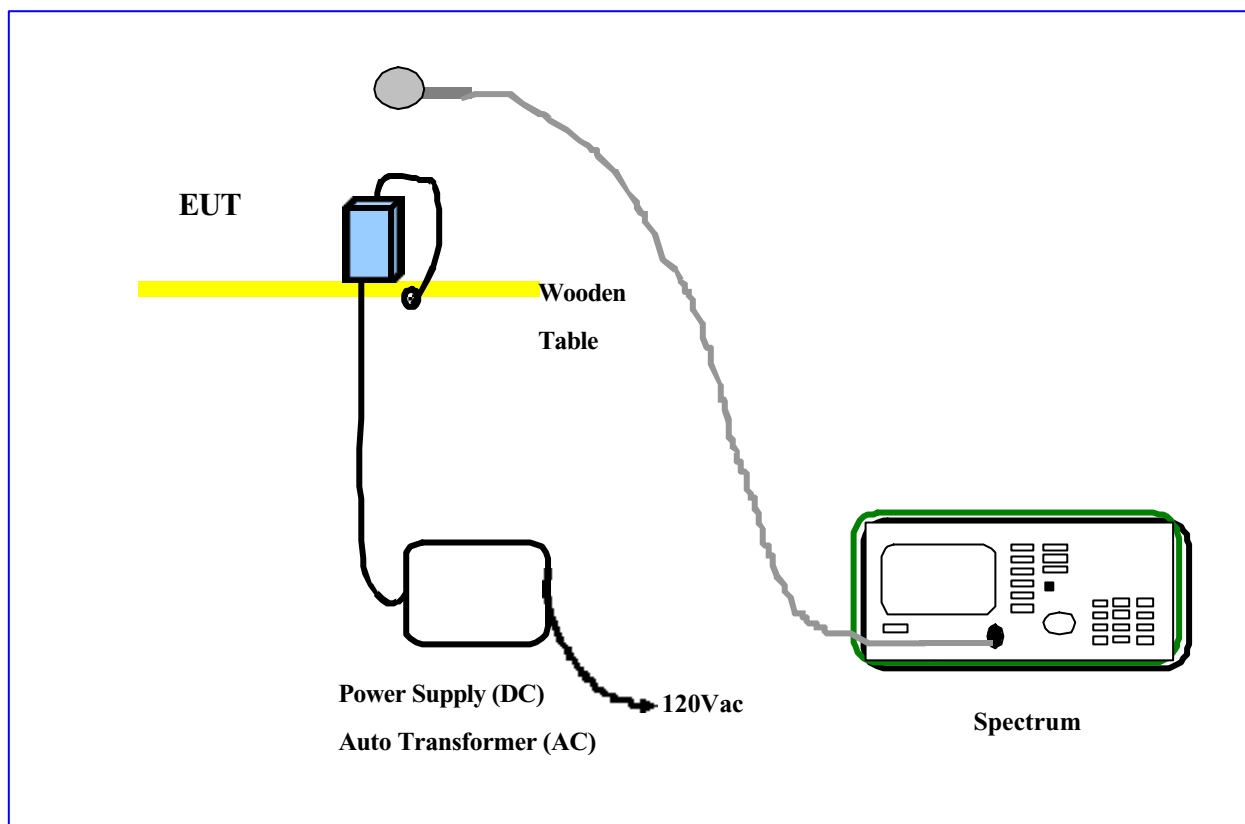 EUT
Wooden
Table
Power Supply (DC)
Auto Transformer (AC)
120Vac
Spectrum